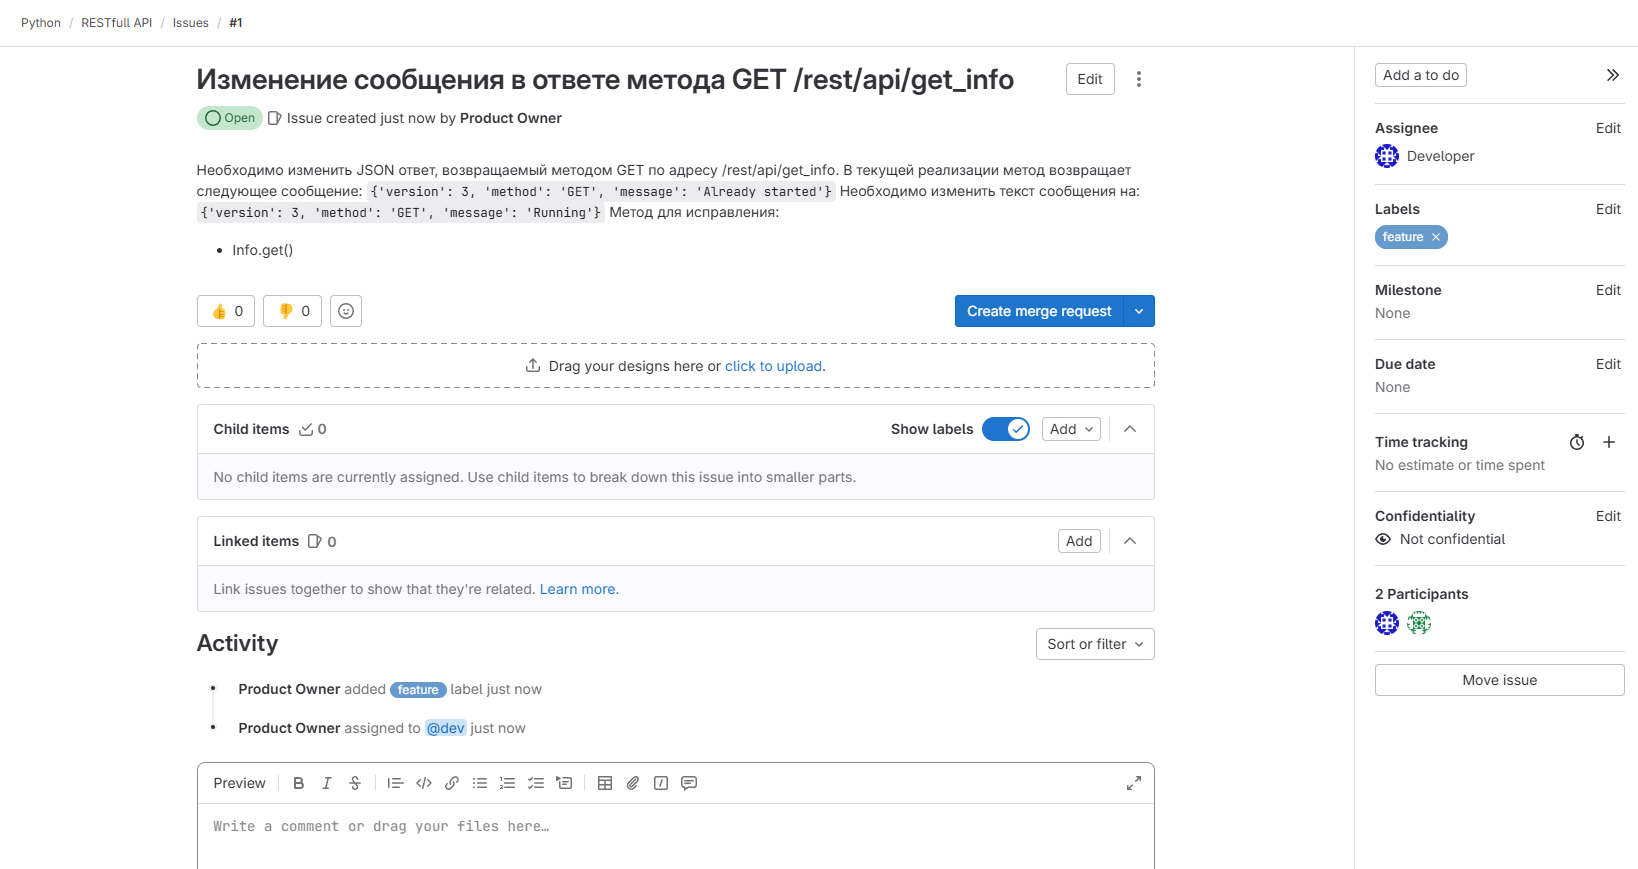 Python / RESTfull API / Issues / #1
Изменение сообщения в ответе метода GET /rest/api/get_info
Edit
Open Issue created just now by Product Owner
Необходимо изменить JSON ответ, возвращаемый методом GET по адресу /rest/api/get_info. В текущей реализации метод возвращает
следующее сообщение: {'version': 3, 'method': 'GET', 'message': 'Already started'} Необходимо изменить текст сообщения на:
{'version': 3, 'method': 'GET', 'message': 'Running'} Метод для исправления:
• Info.get()
0 0
Create merge request
Drag your designs here or click to upload.
Child items 0
Show labels
Add
No child items are currently assigned. Use child items to break down this issue into smaller parts.
Linked items 0
Add
Link issues together to show that they're related. Learn more.
Activity
Sort or filter
Product Owner added feature label just now
Product Owner assigned to @dev just now
Preview
Write a comment or drag your files here…
Add a to do
Assignee
Edit
Developer
Labels
Edit
feature ×
Milestone
Edit
None
Due date
Edit
None
Time tracking
No estimate or time spent
Confidentiality
Edit
Not confidential
2 Participants
Move issue